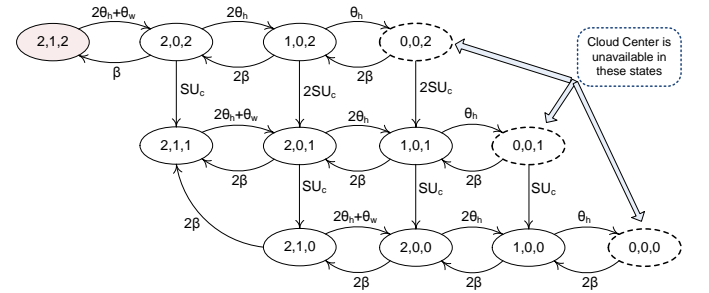 2θh+θw
2θh
θh
2,1,2
2,0,2
1,0,2
0,0,2
β
2β
2β
Cloud Center is
unavailable in
these states
SUc
2SUc
2SUc
2θh+θw
2θh
θh
2,1,1
2,0,1
1,0,1
0,0,1
2β
2β
2β
SUc
SUc
SUc
2β
2θh+θw
2θh
θh
2,1,0
2,0,0
1,0,0
0,0,0
2β
2β
2β